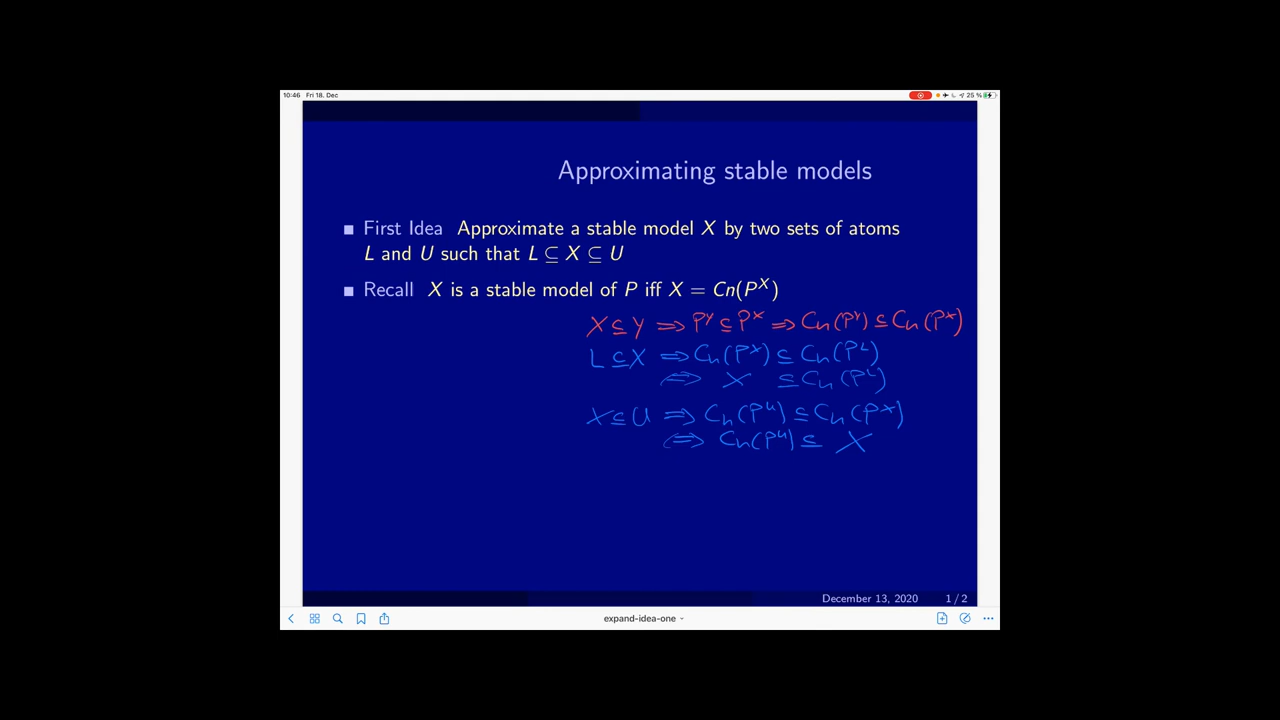 10:46 Fri 18. Dec 25 %
Approximating stable models
First Idea Approximate a stable model X by two sets of atoms
L and U such that L ⊆ X ⊆ U
Recall X is a stable model of P iff X = Cn(P^X)
X ⊆ Y ⟹ P^Y ⊆ P^X ⟹ Cn(P^Y) ⊆ Cn(P^X)
L ⊆ X ⟹ Cn(P^X) ⊆ Cn(P^L)
⟺ X ⊆ Cn(P^L)
X ⊆ U ⟹ Cn(P^U) ⊆ Cn(P^X)
⟺ Cn(P^U) ⊆ X
December 13, 2020 1 / 2
expand-idea-one